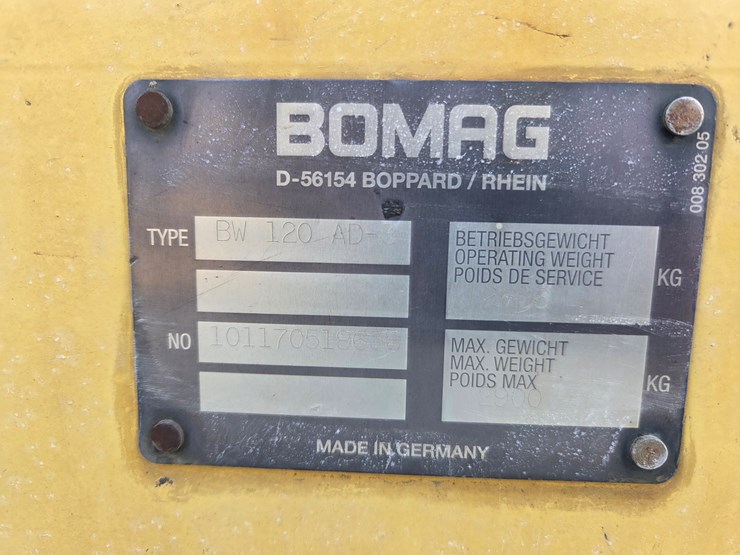 BOMAG
D-56154 BOPPARD / RHEIN
008 302 05
TYPE BW 120 AD-
NO
BETRIEBSGEWICHT
OPERATING WEIGHT
POIDS DE SERVICE
KG
MAX. GEWICHT
MAX. WEIGHT
POIDS MAX
KG
MADE IN GERMANY